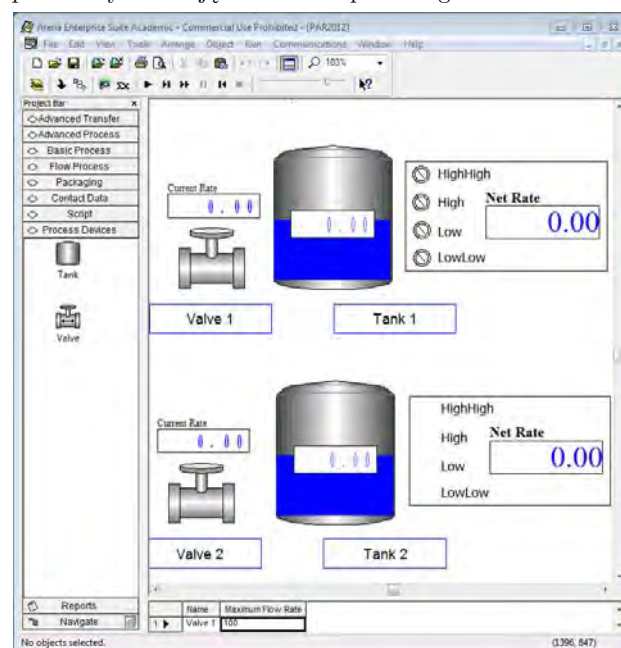 Arena Enterprise Suite Academic - Commercial Use Prohibited - [PAR2012]
File Edit View Tools Arrange Object Run Communications Window Help
103%
Project Bar
Advanced Transfer
Advanced Process
Basic Process
Flow Process
Packaging
Contact Data
Script
Process Devices
Tank
Valve
Current Rate
0.00
0.00
HighHigh
High
Low
LowLow
Net Rate
0.00
Valve 1
Tank 1
Current Rate
0.00
0.00
HighHigh
High
Low
LowLow
Net Rate
0.00
Valve 2
Tank 2
Reports
Navigate
Name Maximum Flow Rate
1 Valve 1 100
No objects selected.
(1396, 847)